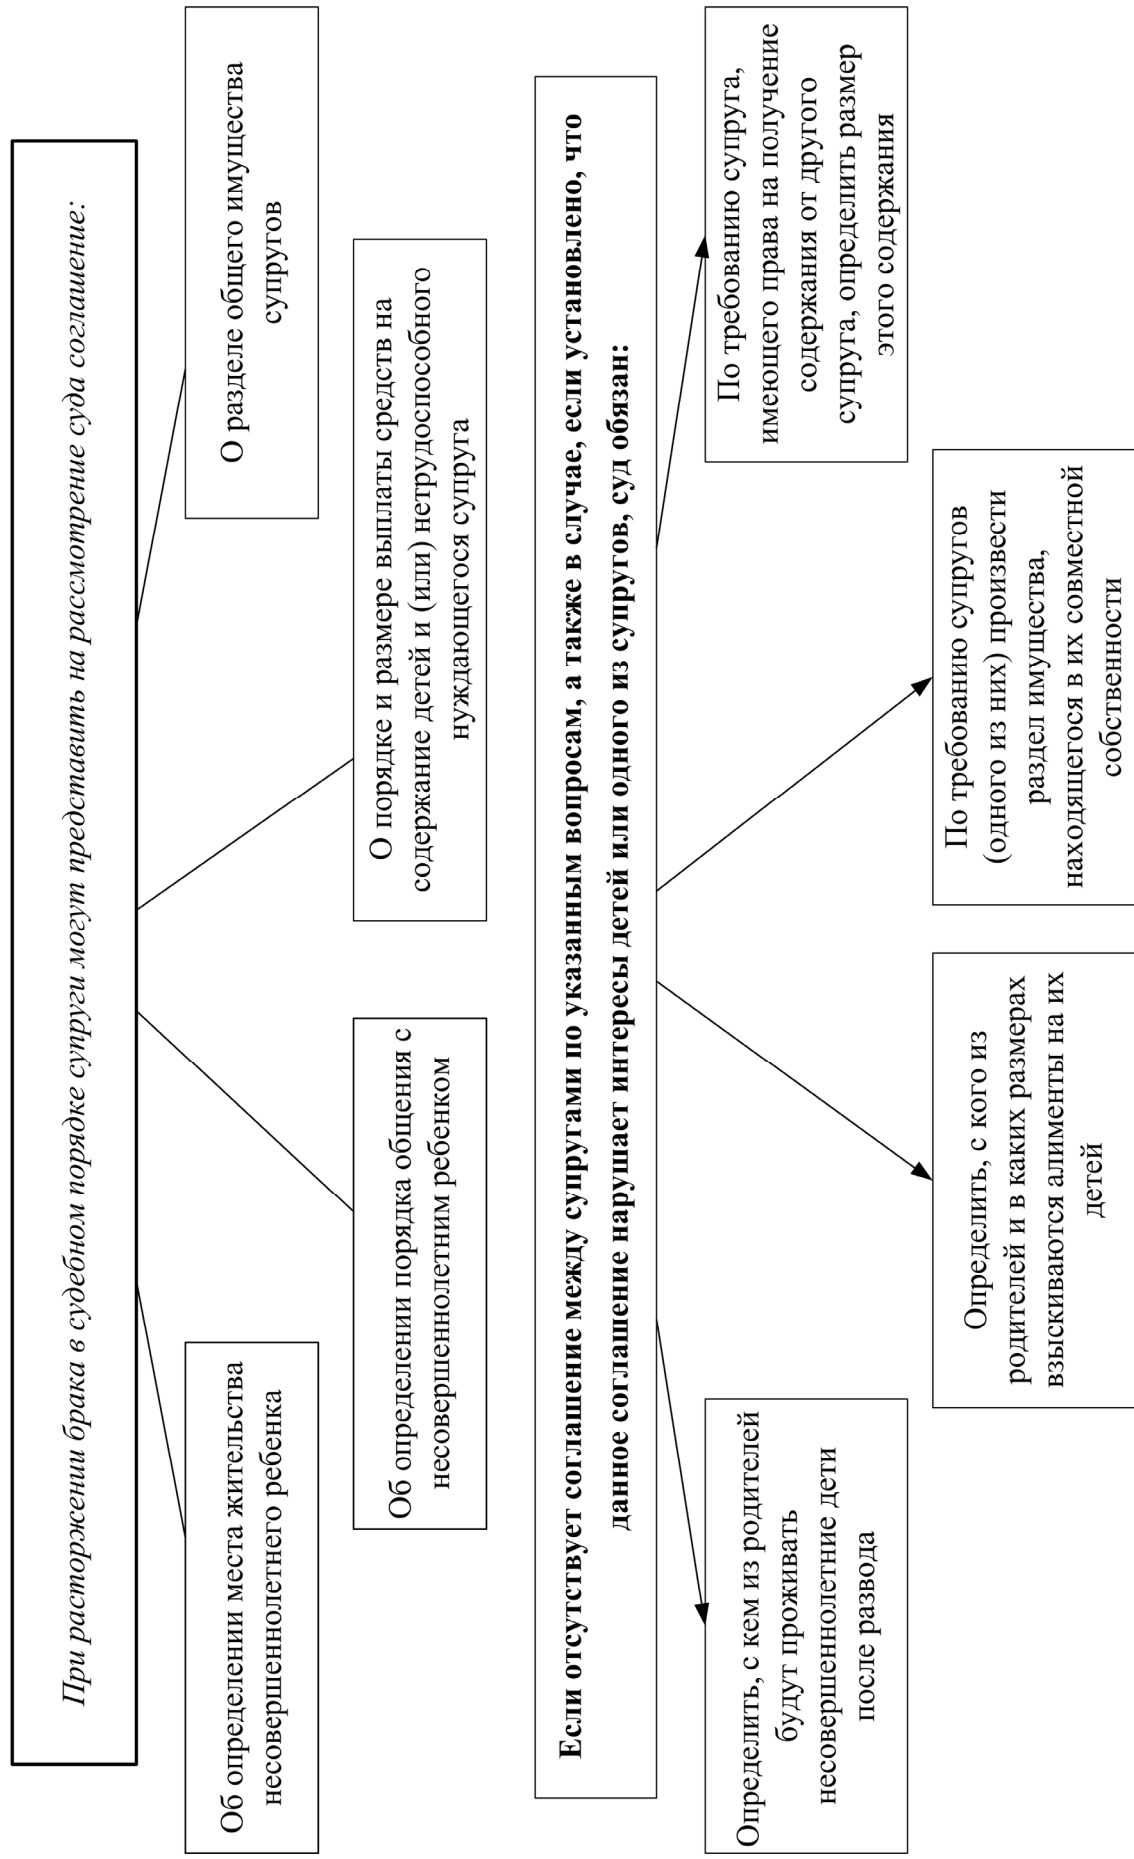 При расторжении брака в судебном порядке супруги могут представить на рассмотрение суда соглашение:
Об определении места жительства
несовершеннолетнего ребенка
Об определении порядка общения с
несовершеннолетним ребенком
О порядке и размере выплаты средств на
содержание детей и (или) нетрудоспособного
нуждающегося супруга
О разделе общего имущества
супругов
Если отсутствует соглашение между супругами по указанным вопросам, а также в случае, если установлено, что
данное соглашение нарушает интересы детей или одного из супругов, суд обязан:
Определить, с кем из родителей
будут проживать
несовершеннолетние дети
после развода
Определить, с кого из
родителей и в каких размерах
взыскиваются алименты на их
детей
По требованию супругов
(одного из них) произвести
раздел имущества,
находящегося в их совместной
собственности
По требованию супруга,
имеющего права на получение
содержания от другого
супруга, определить размер
этого содержания